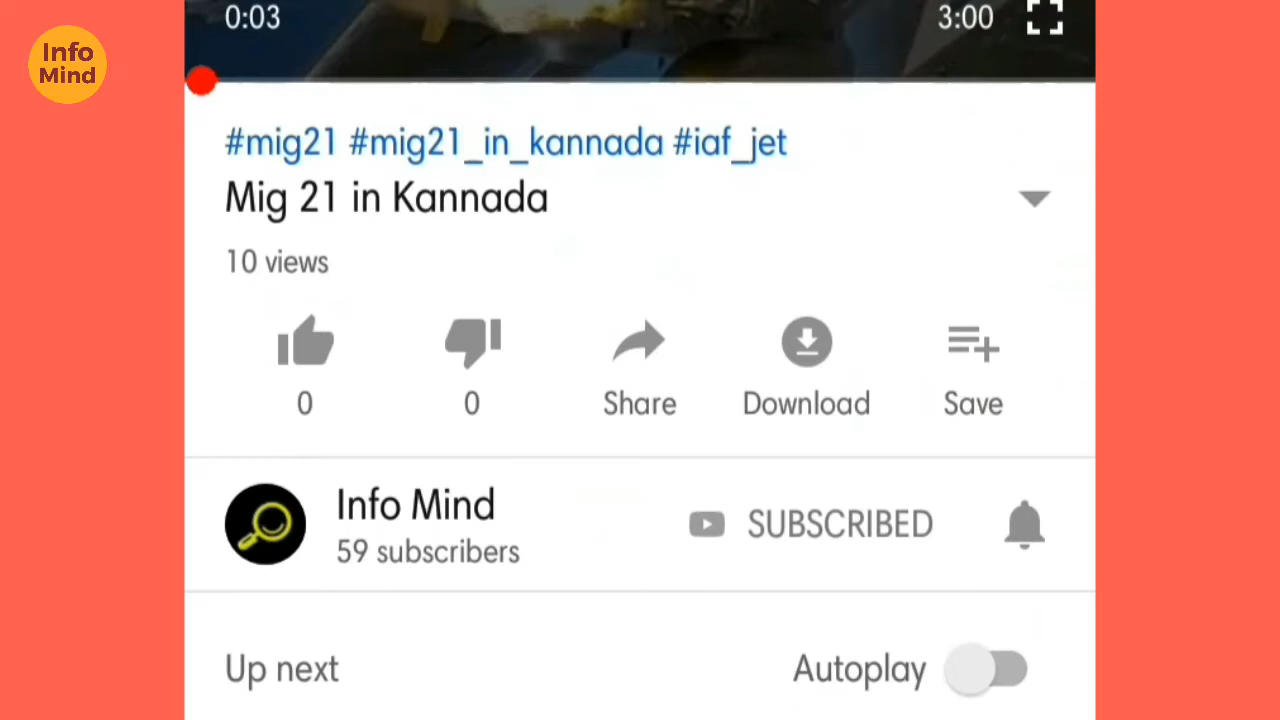 Info
Mind
0:03 3:00
#mig21 #mig21_in_kannada #iaf_jet
Mig 21 in Kannada
10 views
0 0 Share Download Save
Info Mind
59 subscribers
SUBSCRIBED
Up next Autoplay